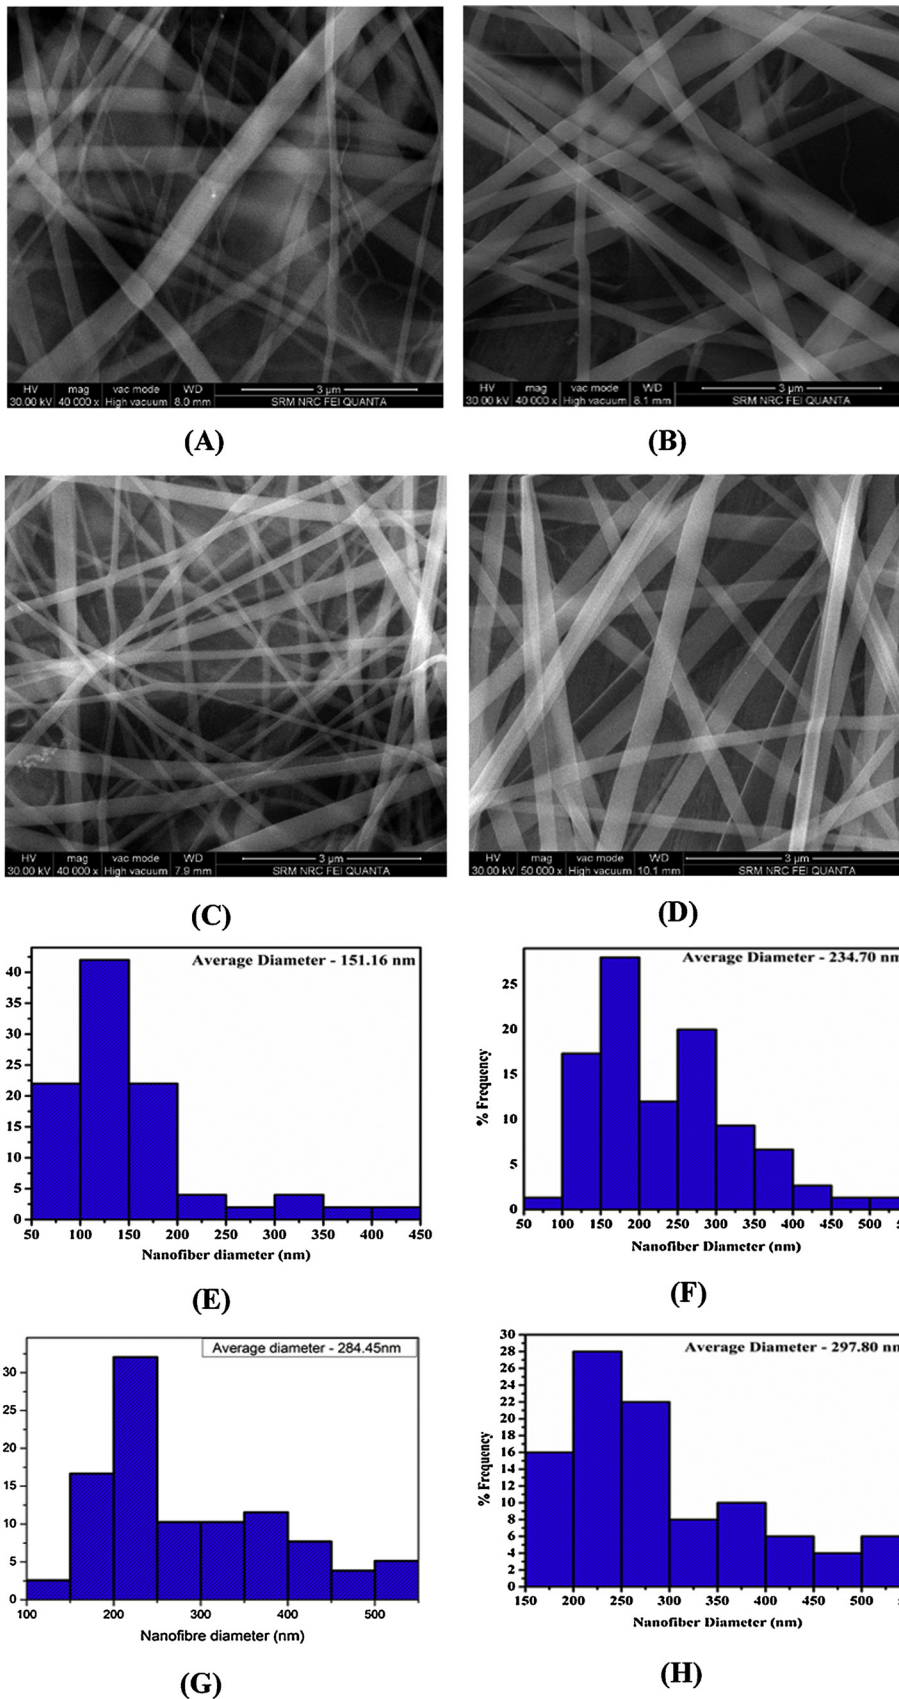 HV mag vac mode WD 3 µm
30.00 kV 40 000 x High vacuum 8.0 mm SRM NRC FEI QUANTA
HV mag vac mode WD 3 µm
30.00 kV 40 000 x High vacuum 8.1 mm SRM NRC FEI QUANTA
(A)
(B)
HV mag vac mode WD 3 µm
30.00 kV 40 000 x High vacuum 7.9 mm SRM NRC FEI QUANTA
HV mag vac mode WD 3 µm
30.00 kV 50 000 x High vacuum 10.1 mm SRM NRC FEI QUANTA
(C)
(D)
Average Diameter - 151.16 nm
40
35
30
25
20
15
10
5
0
50 100 150 200 250 300 350 400 450
Nanofiber diameter (nm)
(E)
Average Diameter - 234.70 nm
% Frequency
25
20
15
10
5
0
50 100 150 200 250 300 350 400 450 500
Nanofiber Diameter (nm)
(F)
Average diameter - 284.45nm
30
25
20
15
10
5
0
100 200 300 400 500
Nanofibre diameter (nm)
(G)
Average Diameter - 297.80 nm
% Frequency
30
28
26
24
22
20
18
16
14
12
10
8
6
4
2
0
150 200 250 300 350 400 450 500
Nanofiber Diameter (nm)
(H)